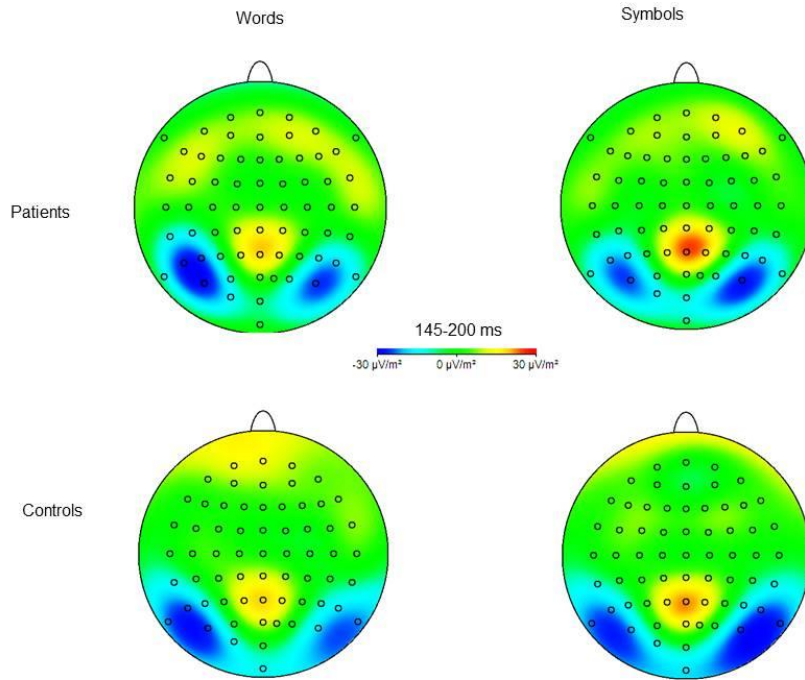 Words
Symbols
Patients
145-200 ms
-30 µV/m² 0 µV/m² 30 µV/m²
Controls